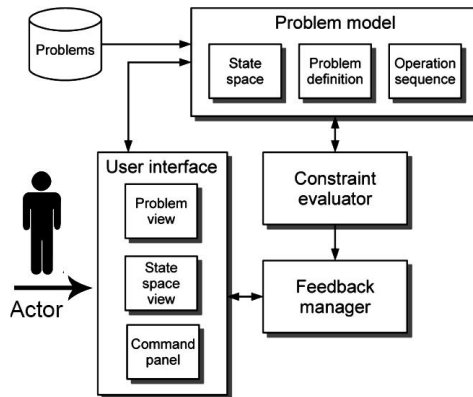 Problems
Problem model
State
space
Problem
definition
Operation
sequence
User interface
Problem
view
State
space
view
Command
panel
Constraint
evaluator
Feedback
manager
Actor